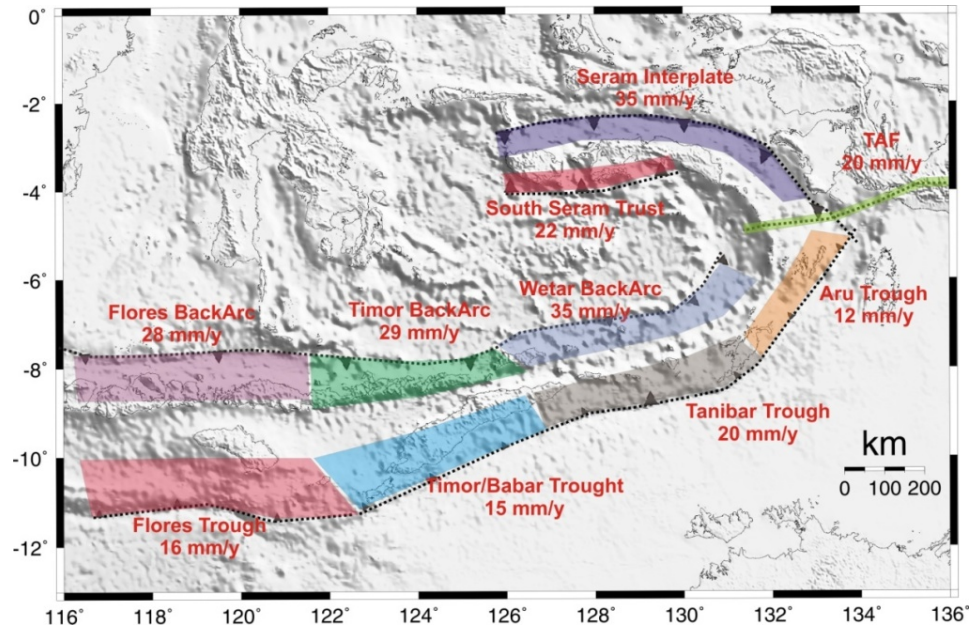 0°
-2°
-4°
-6°
-8°
-10°
-12°
Seram Interplate
35 mm/y
TAF
20 mm/y
South Seram Trust
22 mm/y
Wetar BackArc
35 mm/y
Timor BackArc
29 mm/y
Flores BackArc
28 mm/y
Aru Trough
12 mm/y
Tanibar Trough
20 mm/y
Timor/Babar Trought
15 mm/y
Flores Trough
16 mm/y
km
0 100 200
116 118° 120° 122° 124° 126° 128° 130° 132° 134° 136°